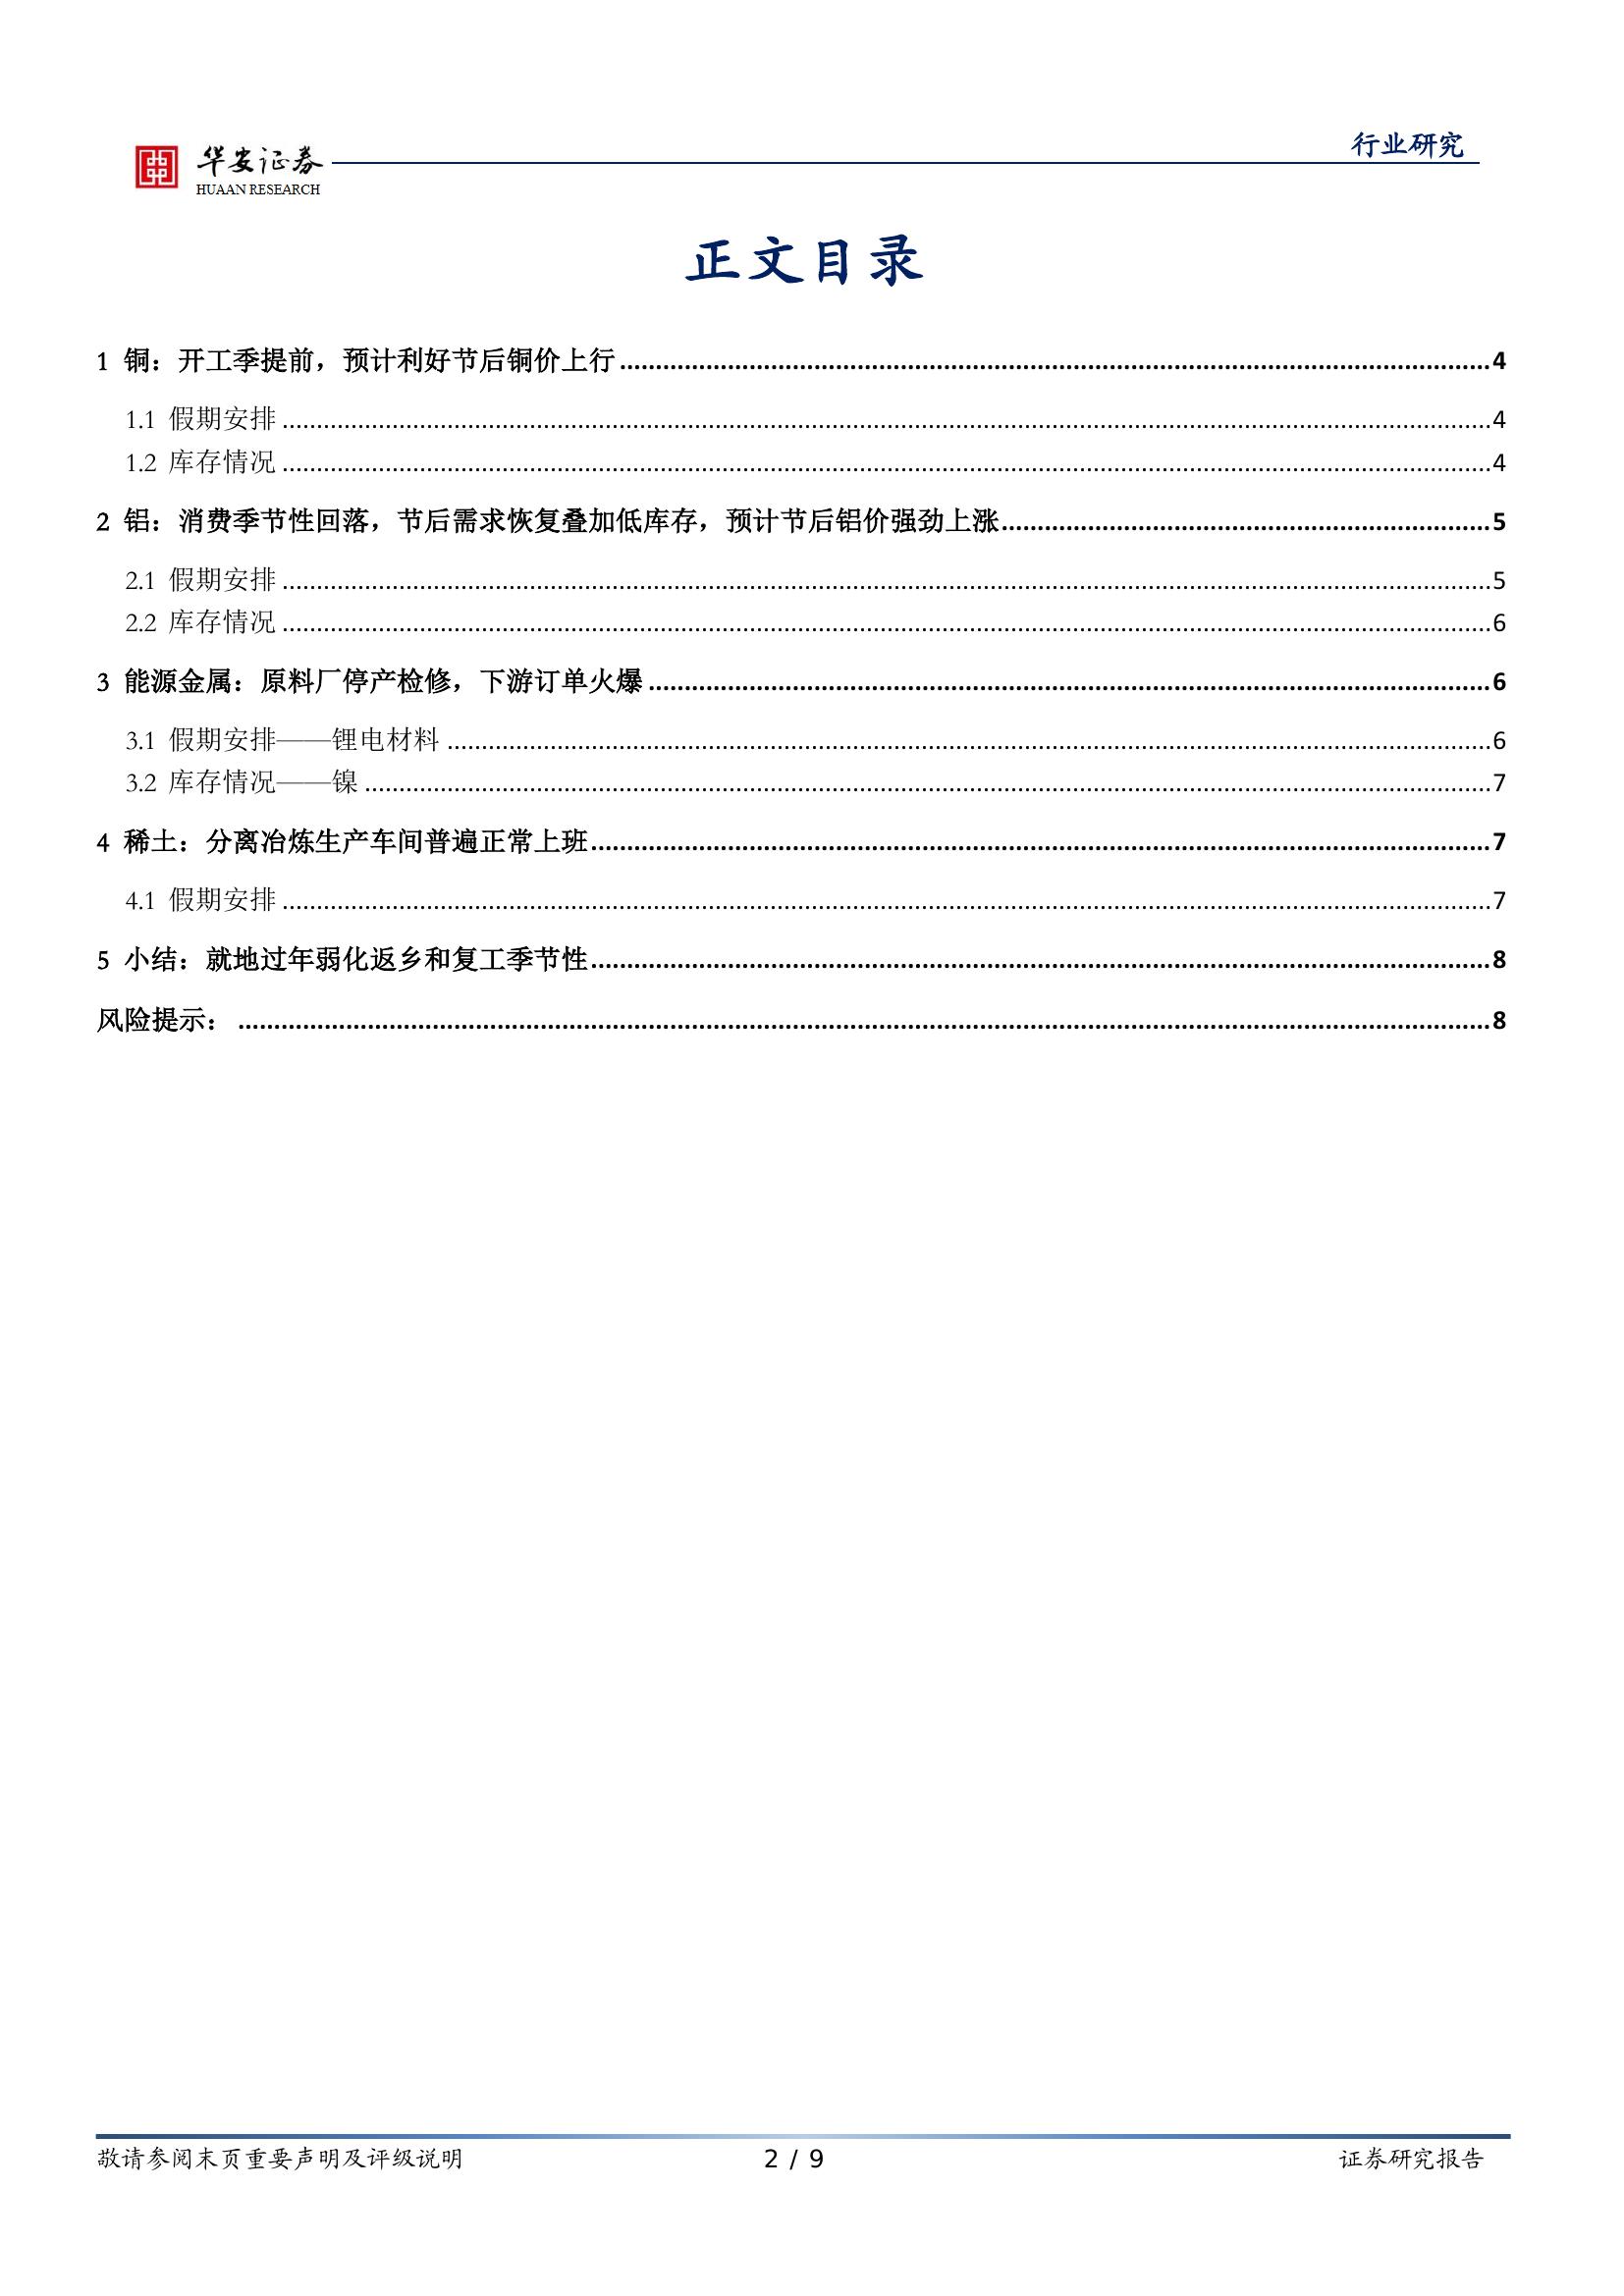 华安证券
HUAAN RESEARCH
行业研究
正文目录
1 铜：开工季提前，预计利好节后铜价上行 4
1.1 假期安排 4
1.2 库存情况 4
2 铝：消费季节性回落，节后需求恢复叠加低库存，预计节后铝价强劲上涨 5
2.1 假期安排 5
2.2 库存情况 6
3 能源金属：原料厂停产检修，下游订单火爆 6
3.1 假期安排——锂电材料 6
3.2 库存情况——镍 7
4 稀土：分离冶炼生产车间普遍正常上班 7
4.1 假期安排 7
5 小结：就地过年弱化返乡和复工季节性 8
风险提示： 8
敬请参阅末页重要声明及评级说明 2 / 9 证券研究报告